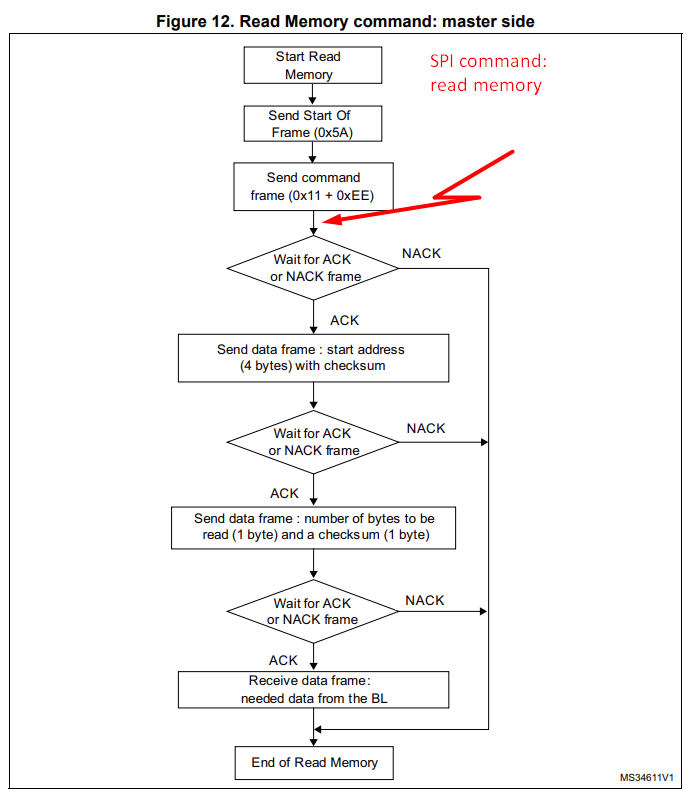 Figure 12. Read Memory command: master side
Start Read
Memory
SPI command:
read memory
Send Start Of
Frame (0x5A)
Send command
frame (0x11 + 0xEE)
Wait for ACK
or NACK frame
NACK
ACK
Send data frame : start address
(4 bytes) with checksum
Wait for ACK
or NACK frame
NACK
ACK
Send data frame : number of bytes to be
read (1 byte) and a checksum (1 byte)
Wait for ACK
or NACK frame
NACK
ACK
Receive data frame:
needed data from the BL
End of Read Memory
MS34611V1